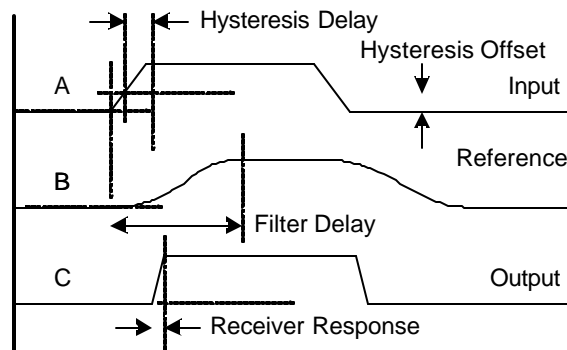 Hysteresis Delay
Hysteresis Offset
A
Input
Reference
B
Filter Delay
C
Output
Receiver Response